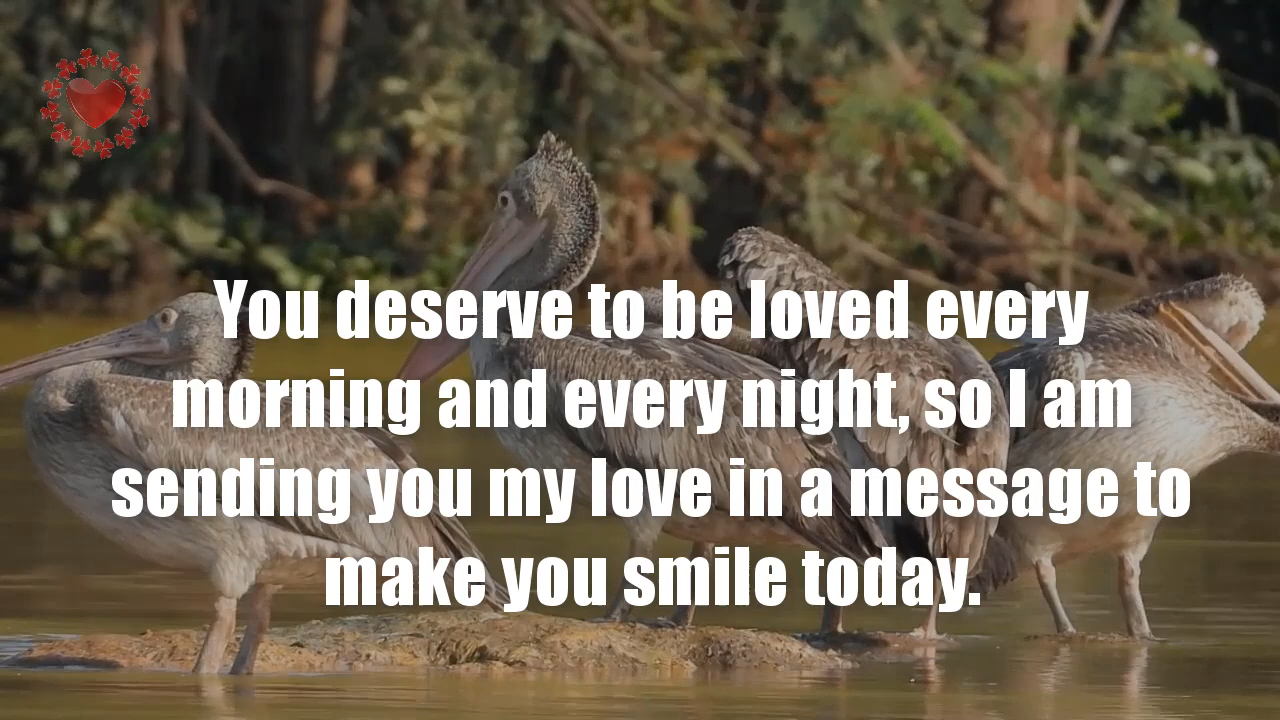 You deserve to be loved every
morning and every night, so I am
sending you my love in a message to
make you smile today.